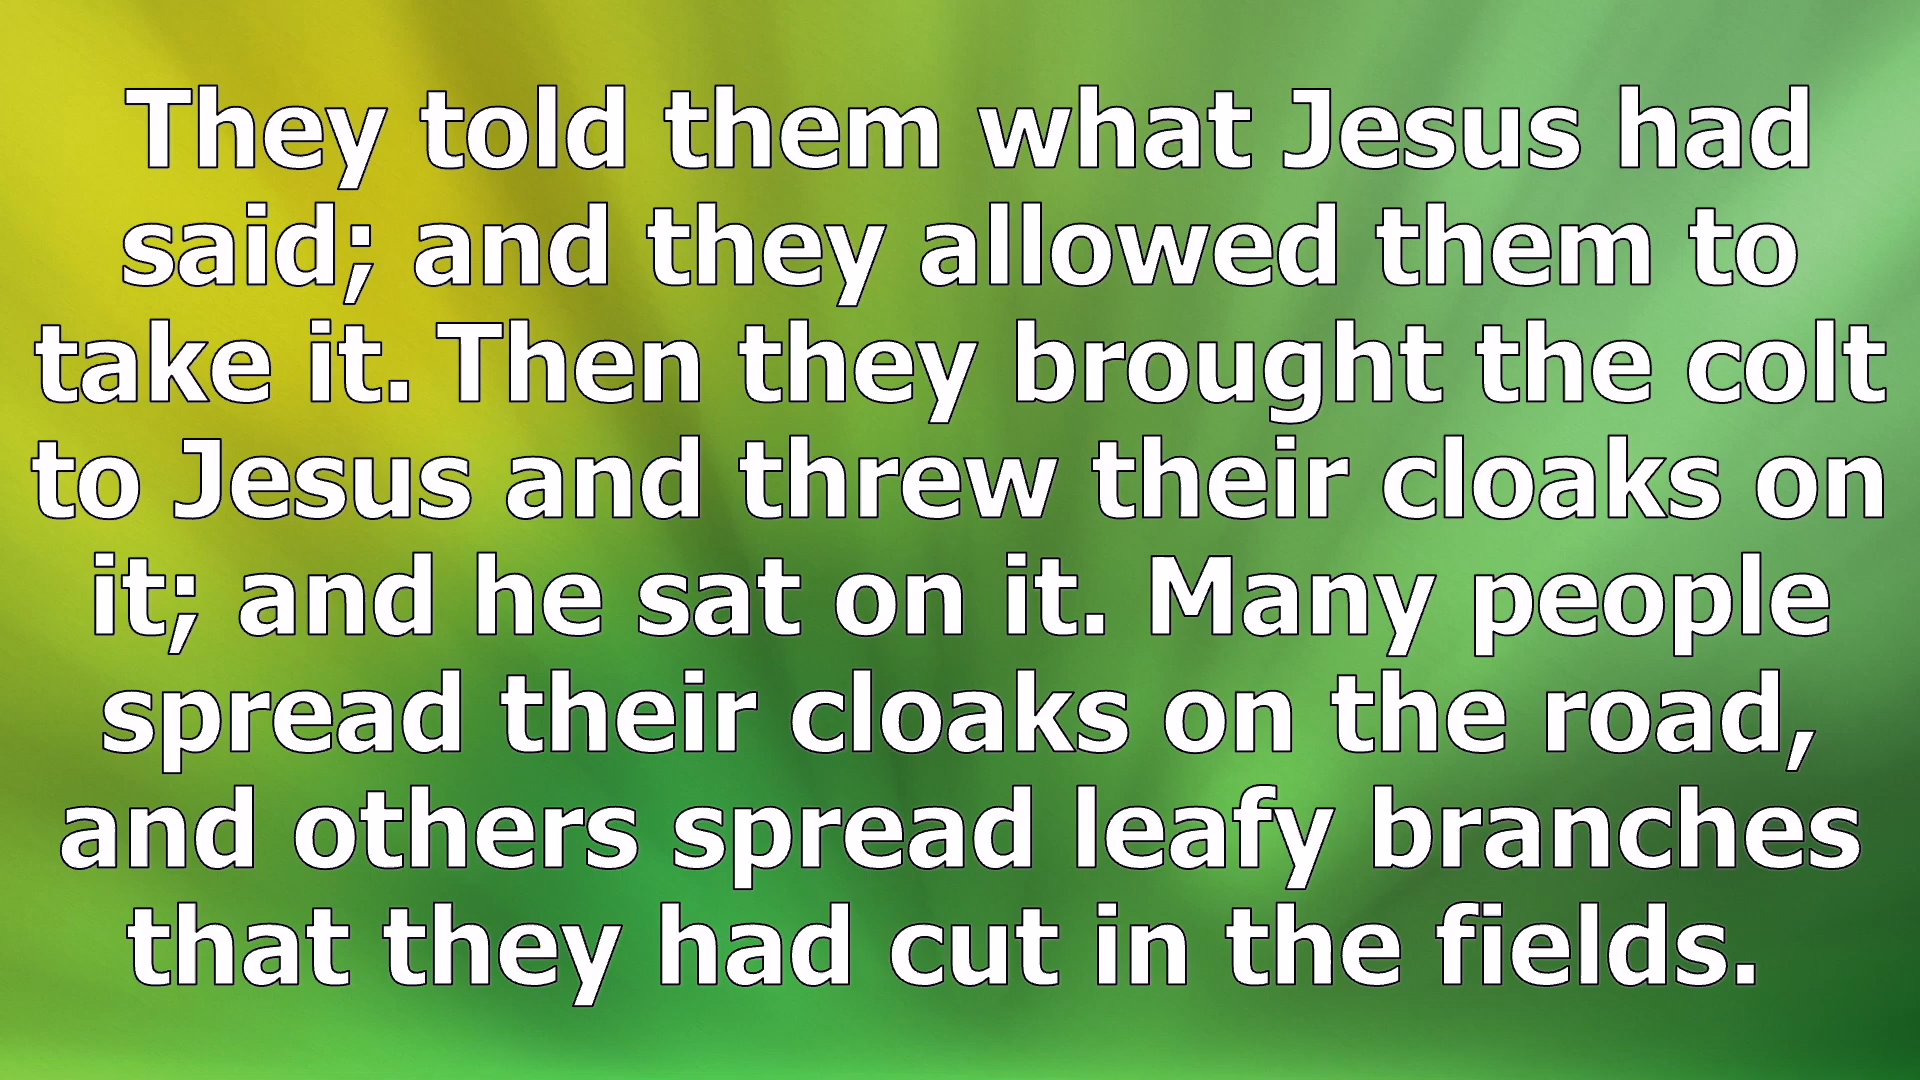 They told them what Jesus had
said; and they allowed them to
take it. Then they brought the colt
to Jesus and threw their cloaks on
it; and he sat on it. Many people
spread their cloaks on the road,
and others spread leafy branches
that they had cut in the fields.